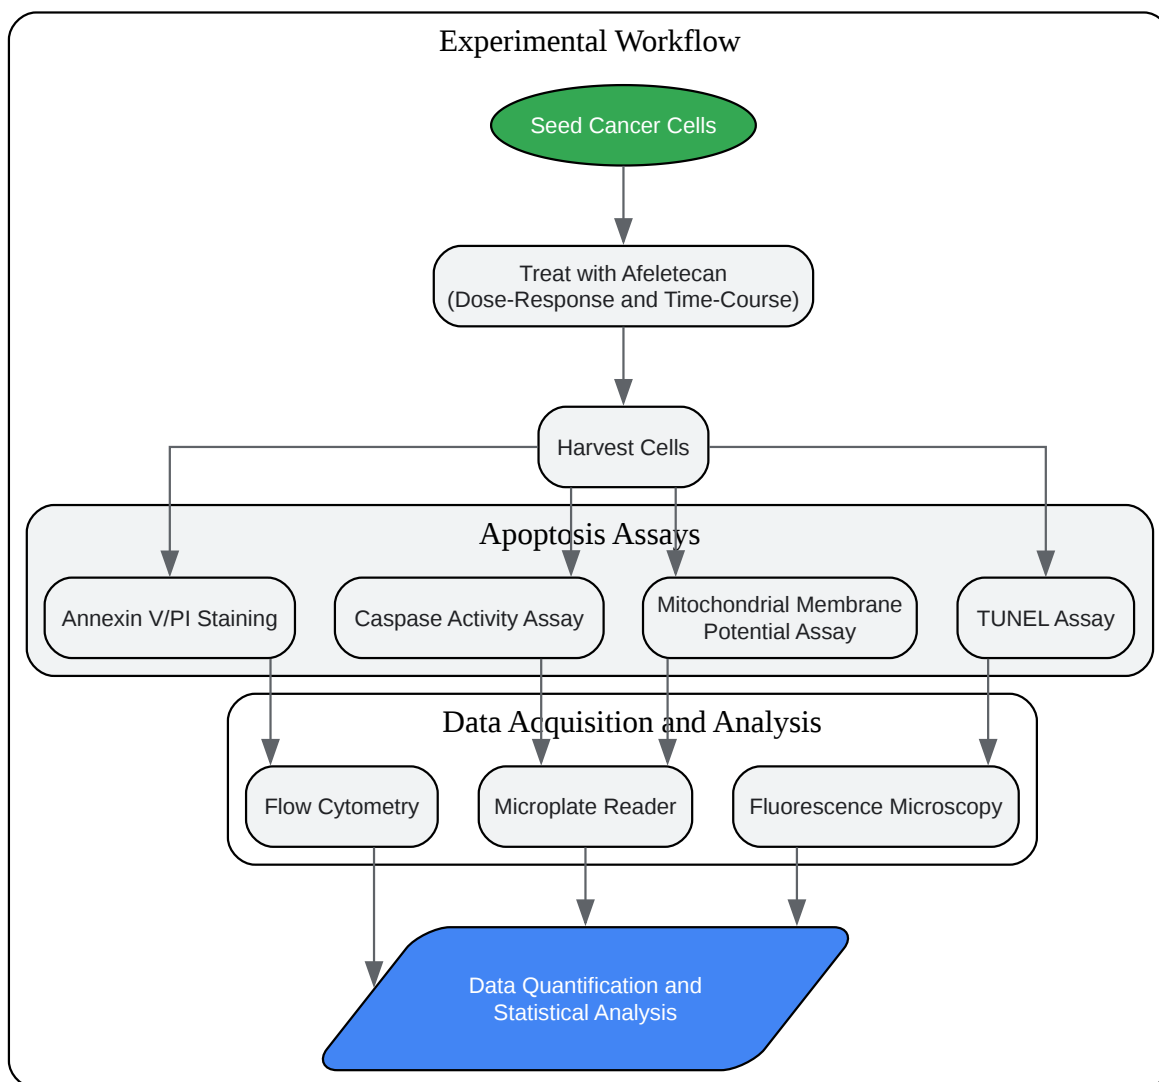 Experimental Workflow
Seed Cancer Cells
Treat with Afeletecan
(Dose-Response and Time-Course)
Harvest Cells
Apoptosis Assays
Annexin V/PI Staining
Caspase Activity Assay
Mitochondrial Membrane
Potential Assay
TUNEL Assay
Data Acquisition and Analysis
Flow Cytometry
Microplate Reader
Fluorescence Microscopy
Data Quantification and
Statistical Analysis